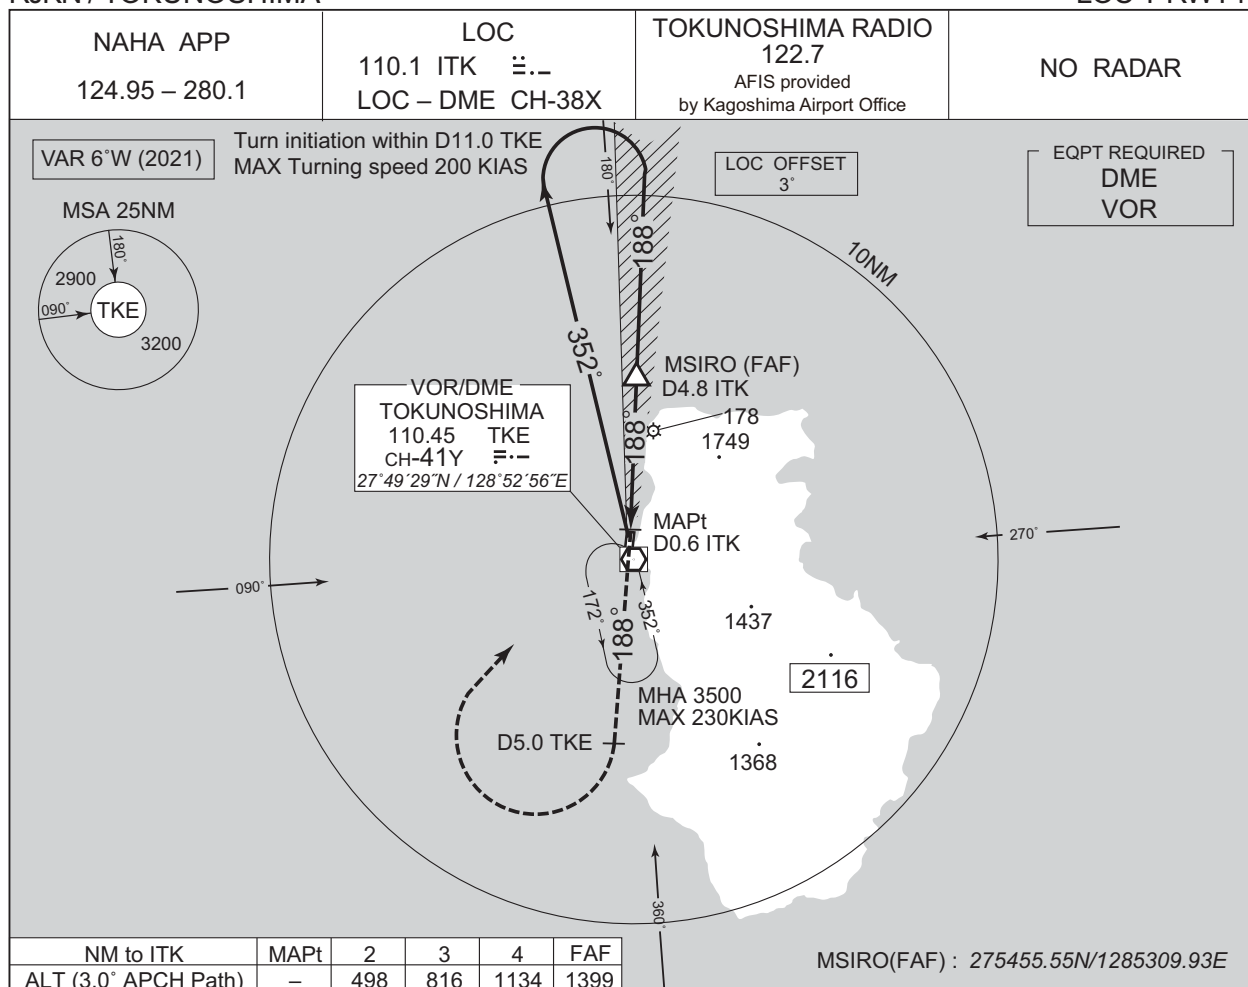 RJKN / TOKUNOSHIMA
NAHA APP
124.95 – 280.1
LOC
110.1 ITK
LOC – DME CH-38X
TOKUNOSHIMA RADIO
122.7
AFIS provided
by Kagoshima Airport Office
NO RADAR
VAR 6˚W (2021)
Turn initiation within D11.0 TKE
MAX Turning speed 200 KIAS
180˚
LOC OFFSET
3˚
EQPT REQUIRED
DME
VOR
MSA 25NM
180˚
2900
090˚
TKE
3200
188˚
10NM
352˚
MSIRO (FAF)
D4.8 ITK
178
1749
188˚
VOR/DME
TOKUNOSHIMA
110.45 TKE
CH-41Y
27˚49´29˝N / 128˚52´56˝E
MAPt
D0.6 ITK
270˚
090˚
172˚
188˚
352˚
1437
2116
MHA 3500
MAX 230KIAS
D5.0 TKE
1368
360˚
NM to ITK MAPt 2 3 4 FAF
ALT (3.0˚ APCH Path) – 498 816 1134 1399
MSIRO(FAF) : 275455.55N/1285309.93E